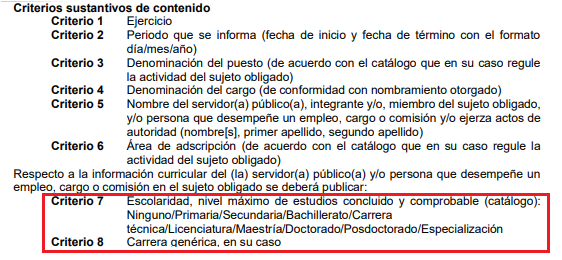 Criterios sustantivos de contenido
Criterio 1 Ejercicio
Criterio 2 Periodo que se informa (fecha de inicio y fecha de término con el formato
día/mes/año)
Criterio 3 Denominación del puesto (de acuerdo con el catálogo que en su caso regule
la actividad del sujeto obligado)
Criterio 4 Denominación del cargo (de conformidad con nombramiento otorgado)
Criterio 5 Nombre del servidor(a) público(a), integrante y/o, miembro del sujeto obligado,
y/o persona que desempeñe un empleo, cargo o comisión y/o ejerza actos de
autoridad (nombre[s], primer apellido, segundo apellido)
Criterio 6 Área de adscripción (de acuerdo con el catálogo que en su caso regule la
actividad del sujeto obligado)
Respecto a la información curricular del (la) servidor(a) público(a) y/o persona que desempeñe un
empleo, cargo o comisión en el sujeto obligado se deberá publicar:
Criterio 7 Escolaridad, nivel máximo de estudios concluido y comprobable (catálogo):
Ninguno/Primaria/Secundaria/Bachillerato/Carrera
técnica/Licenciatura/Maestría/Doctorado/Posdoctorado/Especialización
Criterio 8 Carrera genérica, en su caso